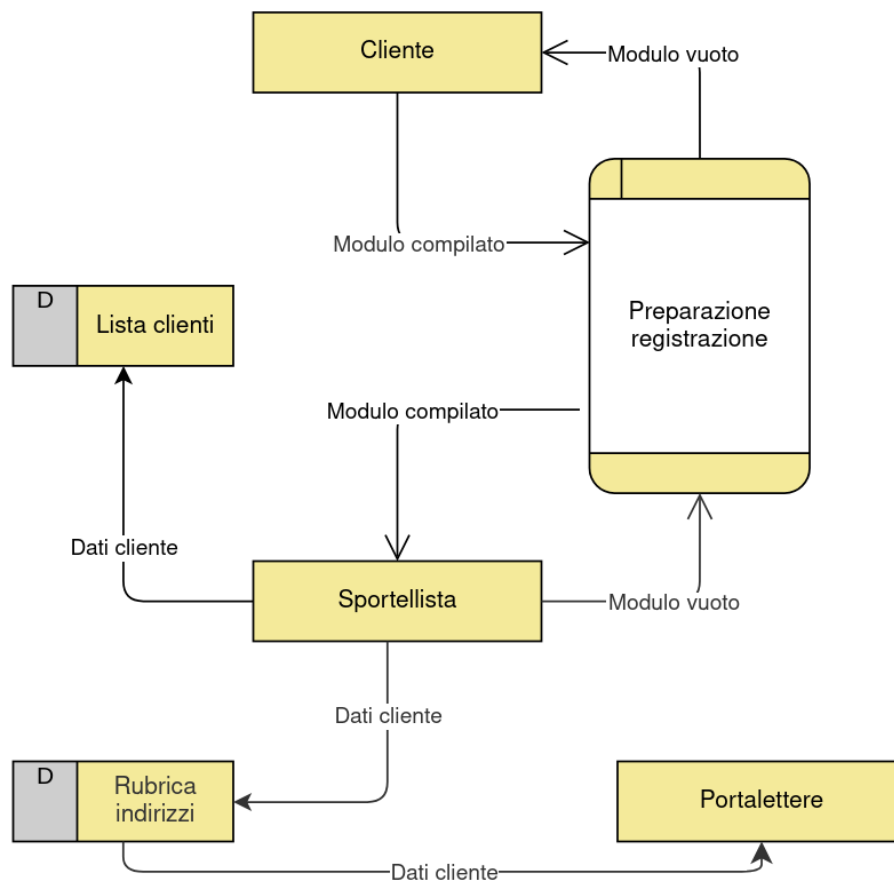 Cliente
Modulo vuoto
Modulo compilato
D
Lista clienti
Preparazione
registrazione
Modulo compilato
Dati cliente
Sportellista
Modulo vuoto
Dati cliente
D
Rubrica
indirizzi
Portalettere
Dati cliente